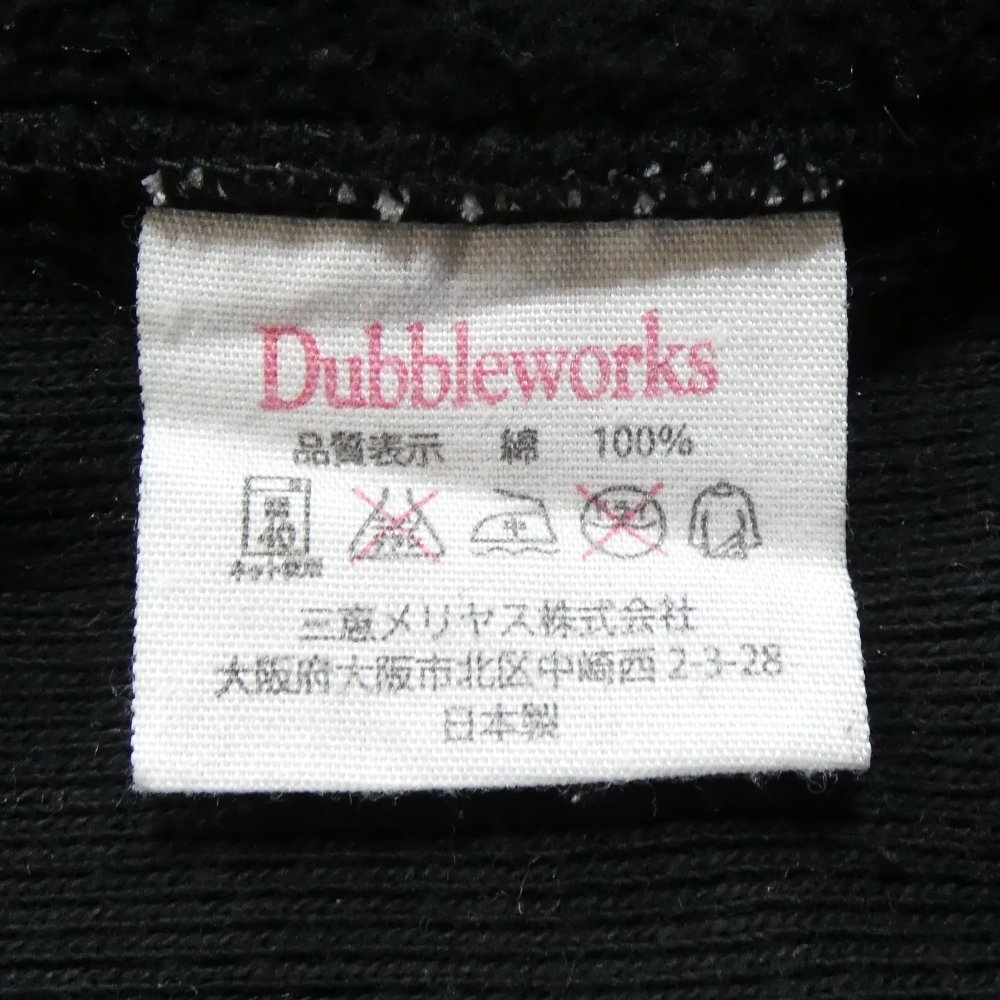 Dubbleworks
品質表示 綿 100%
40
ネット使用
中
三恵メリヤス株式会社
大阪府大阪市北区中崎西2-3-28
日本製